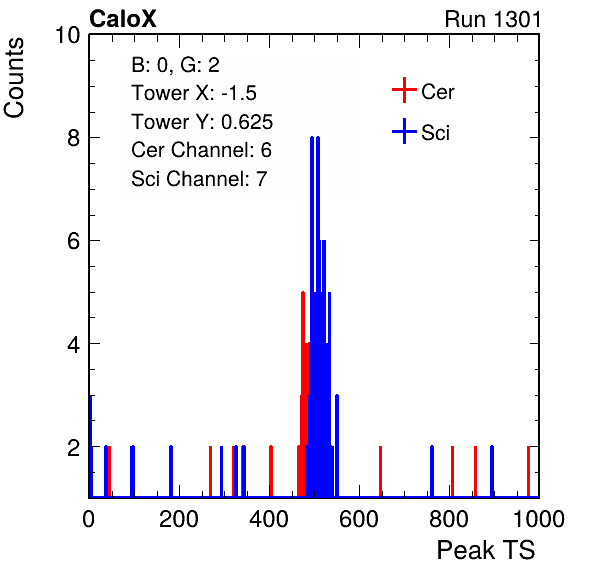 CaloX Run 1301
Counts
10
8
6
4
2
B: 0, G: 2
Tower X: -1.5
Tower Y: 0.625
Cer Channel: 6
Sci Channel: 7
Cer
Sci
0 200 400 600 800 1000
Peak TS